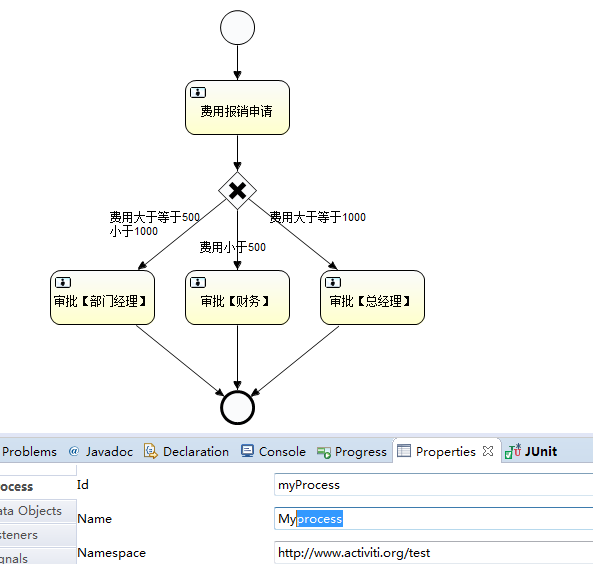 费用报销申请
费用大于等于500
小于1000
费用大于等于1000
费用小于500
审批【部门经理】
审批【财务】
审批【总经理】
Problems @ Javadoc Declaration Console Progress Properties JUnit
ocess
Id myProcess
ata Objects
Name Myprocess
steners
Namespace http://www.activiti.org/test
gnals